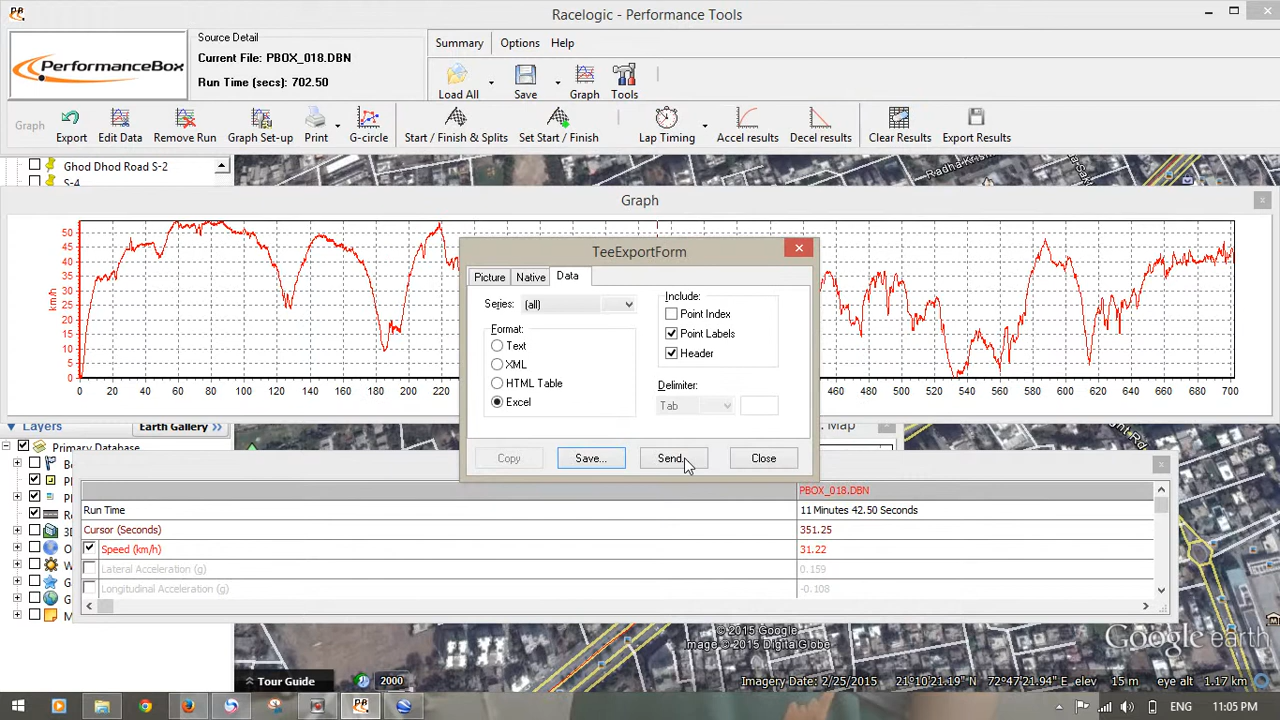 Racelogic - Performance Tools
PerformanceBox
Source Detail
Current File: PBOX_018.DBN
Run Time (secs): 702.50
Summary Options Help
Load All Save Graph Tools
Graph Export Edit Data Remove Run Graph Set-up Print G-circle Start / Finish & Splits Set Start / Finish Lap Timing Accel results Decel results Clear Results Export Results
Ghod Dhod Road S-2
S-4
Graph
50
45
40
35
30
25
20
15
10
5
0
km/h
0 20 40 60 80 100 120 140 160 180 200 220 480 500 520 540 560 580 600 620 640 660 680 700
TeeExportForm
Picture Native Data
Series: (all)
Format:
Text
XML
HTML Table
Excel
Include:
Point Index
Point Labels
Header
Delimiter:
Tab
Copy Save... Send... Close
Layers Earth Gallery >>
Primary Database
Map
PBOX_018.DBN
Run Time 11 Minutes 42.50 Seconds
Cursor (Seconds) 351.25
Speed (km/h) 31.22
Lateral Acceleration (g) 0.159
Longitudinal Acceleration (g) -0.108
© 2015 Google
Image © 2015 DigitalGlobe
Google earth
Tour Guide 2000
Imagery Date: 2/25/2015 21°10'21.19" N 72°47'21.94" E elev 15 m eye alt 1.17 km
ENG 11:05 PM